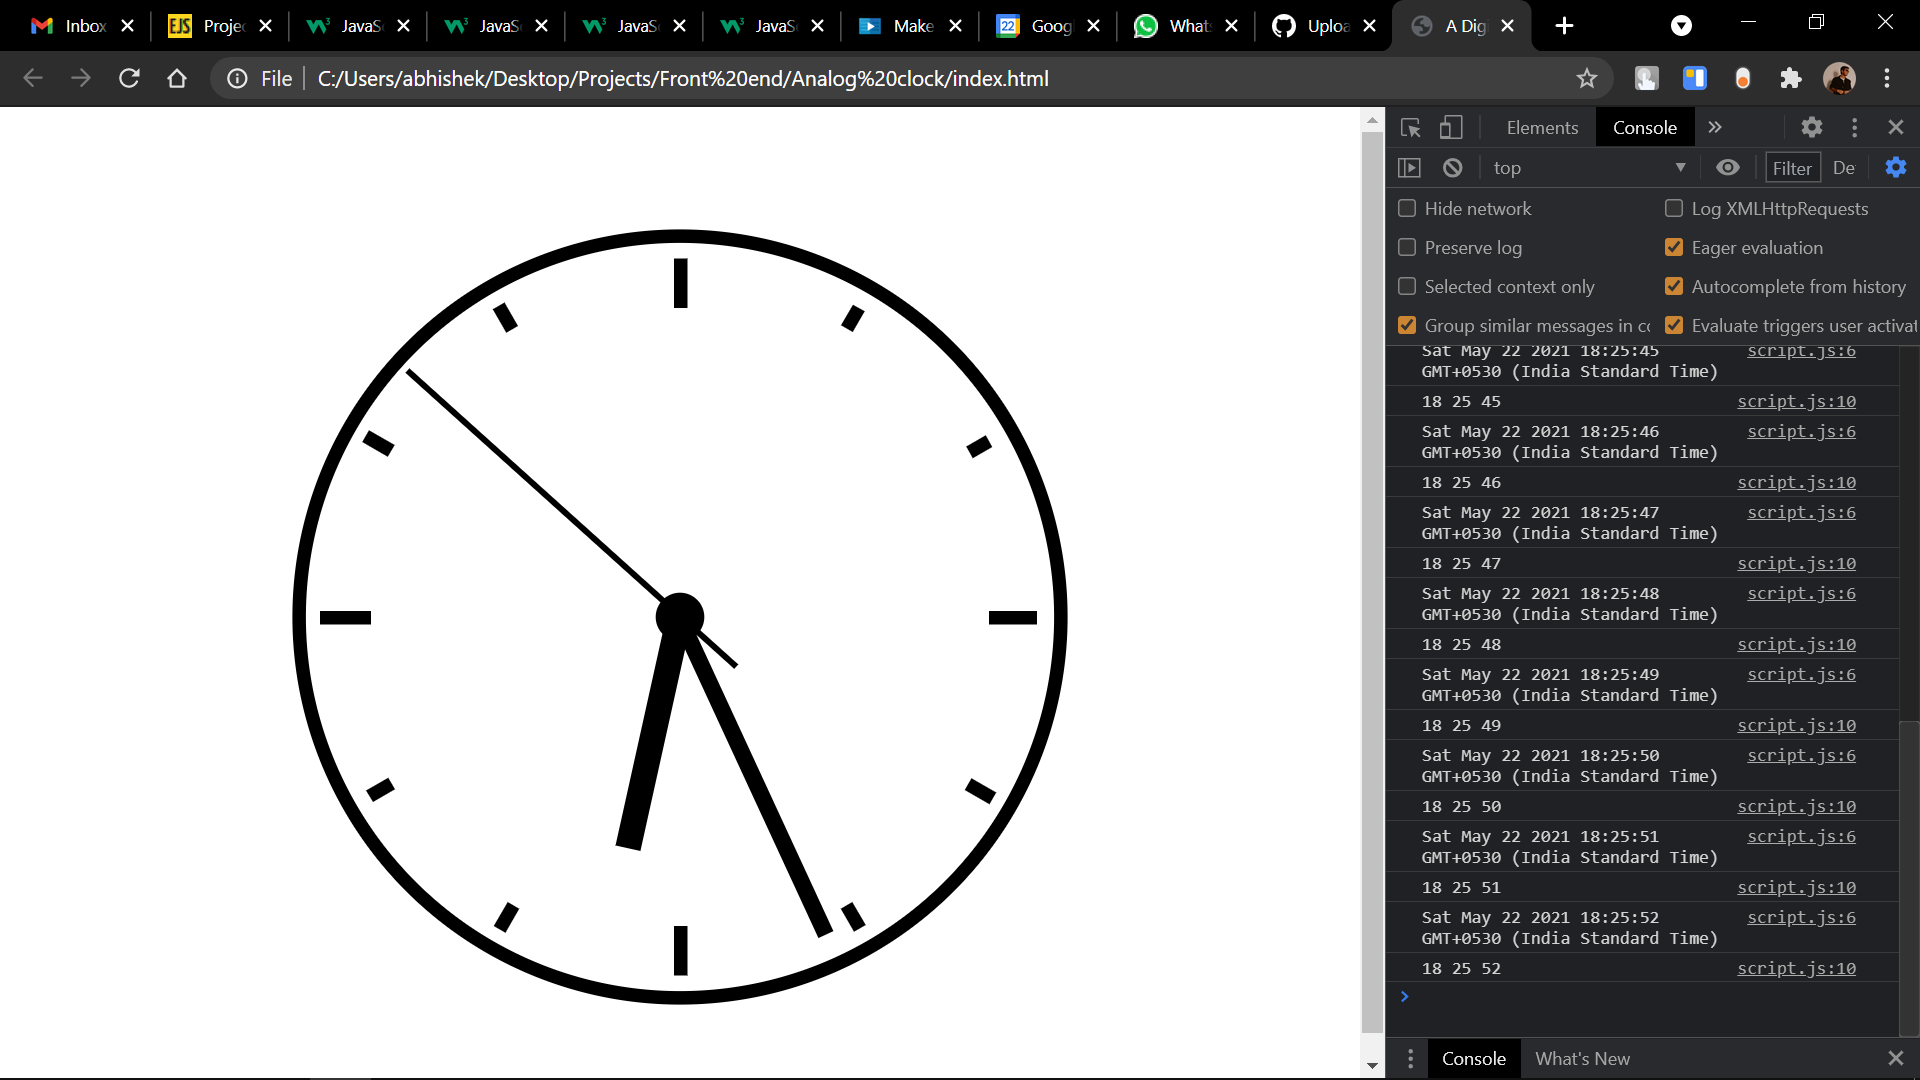 Inbox
EJS Projec
JavaSc
JavaSc
JavaSc
JavaSc
Make
22 Goog
What
Uploa
A Digi
File C:/Users/abhishek/Desktop/Projects/Front%20end/Analog%20clock/index.html
Elements Console
top Filter De
Hide network Log XMLHttpRequests
Preserve log Eager evaluation
Selected context only Autocomplete from history
Group similar messages in co Evaluate triggers user activat
Sat May 22 2021 18:25:45 script.js:6
GMT+0530 (India Standard Time)
18 25 45 script.js:10
Sat May 22 2021 18:25:46 script.js:6
GMT+0530 (India Standard Time)
18 25 46 script.js:10
Sat May 22 2021 18:25:47 script.js:6
GMT+0530 (India Standard Time)
18 25 47 script.js:10
Sat May 22 2021 18:25:48 script.js:6
GMT+0530 (India Standard Time)
18 25 48 script.js:10
Sat May 22 2021 18:25:49 script.js:6
GMT+0530 (India Standard Time)
18 25 49 script.js:10
Sat May 22 2021 18:25:50 script.js:6
GMT+0530 (India Standard Time)
18 25 50 script.js:10
Sat May 22 2021 18:25:51 script.js:6
GMT+0530 (India Standard Time)
18 25 51 script.js:10
Sat May 22 2021 18:25:52 script.js:6
GMT+0530 (India Standard Time)
18 25 52 script.js:10
Console What's New